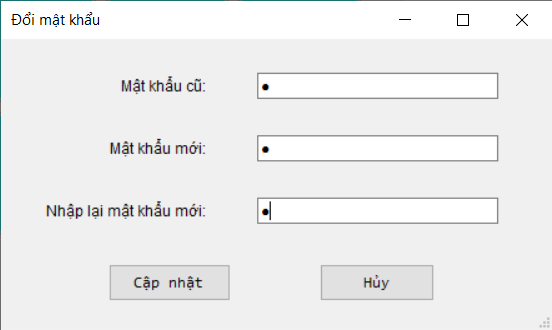 Đổi mật khẩu
Mật khẩu cũ: ●
Mật khẩu mới: ●
Nhập lại mật khẩu mới: ●
Cập nhật Hủy